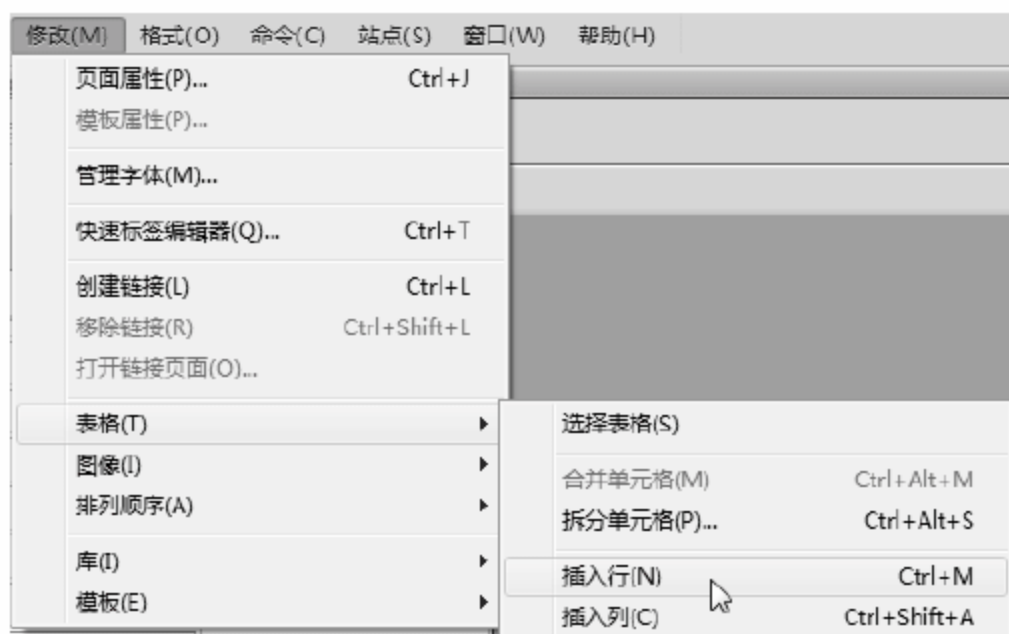 修改(M) 格式(O) 命令(C) 站点(S) 窗口(W) 帮助(H)
页面属性(P)... Ctrl+J
模板属性(P)...
管理字体(M)...
快速标签编辑器(Q)... Ctrl+T
创建链接(L) Ctrl+L
移除链接(R) Ctrl+Shift+L
打开链接页面(O)...
表格(T)
图像(I)
排列顺序(A)
库(I)
模板(E)
选择表格(S)
合并单元格(M) Ctrl+Alt+M
拆分单元格(P)... Ctrl+Alt+S
插入行(N) Ctrl+M
插入列(C) Ctrl+Shift+A